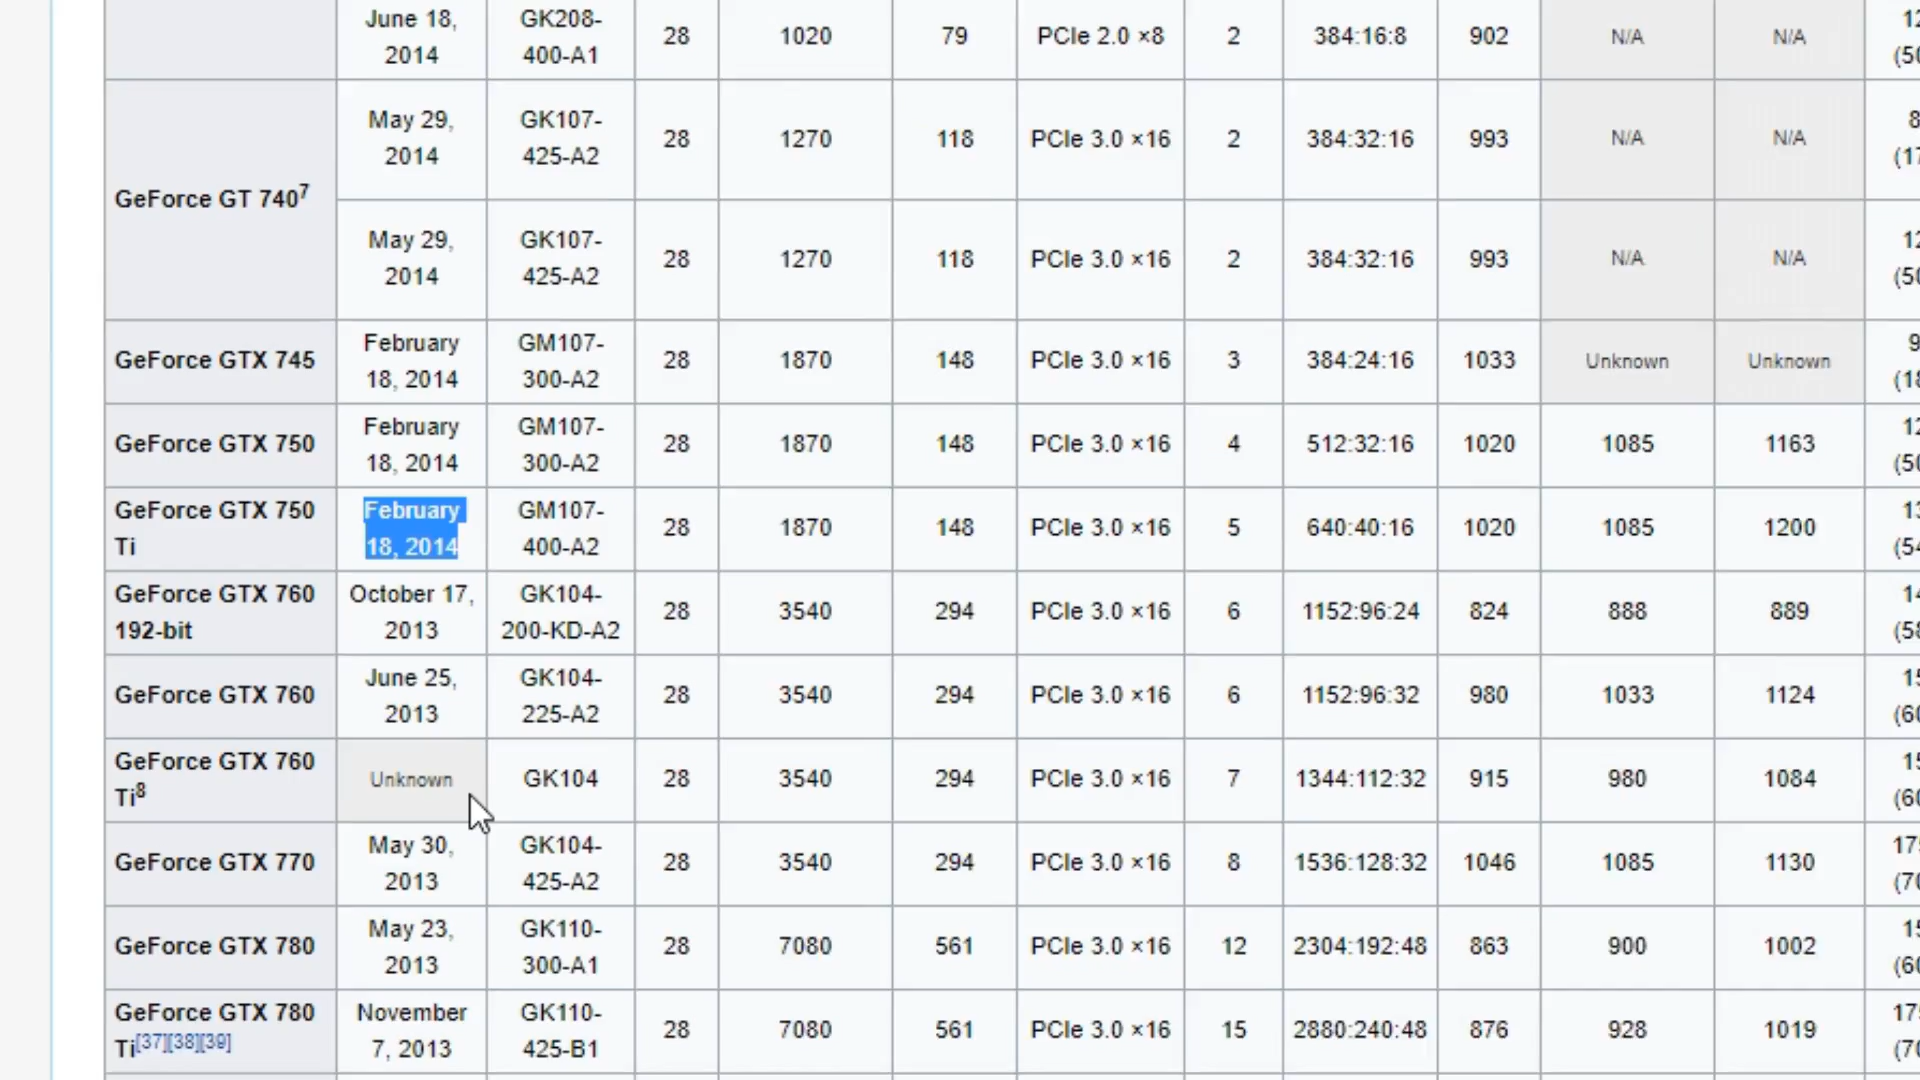 June 18, 2014 GK208-400-A1 28 1020 79 PCIe 2.0 ×8 2 384:16:8 902 N/A N/A
GeForce GT 740⁷ May 29, 2014 GK107-425-A2 28 1270 118 PCIe 3.0 ×16 2 384:32:16 993 N/A N/A
May 29, 2014 GK107-425-A2 28 1270 118 PCIe 3.0 ×16 2 384:32:16 993 N/A N/A
GeForce GTX 745 February 18, 2014 GM107-300-A2 28 1870 148 PCIe 3.0 ×16 3 384:24:16 1033 Unknown Unknown
GeForce GTX 750 February 18, 2014 GM107-300-A2 28 1870 148 PCIe 3.0 ×16 4 512:32:16 1020 1085 1163
GeForce GTX 750 Ti February 18, 2014 GM107-400-A2 28 1870 148 PCIe 3.0 ×16 5 640:40:16 1020 1085 1200
GeForce GTX 760 192-bit October 17, 2013 GK104-200-KD-A2 28 3540 294 PCIe 3.0 ×16 6 1152:96:24 824 888 889
GeForce GTX 760 June 25, 2013 GK104-225-A2 28 3540 294 PCIe 3.0 ×16 6 1152:96:32 980 1033 1124
GeForce GTX 760 Ti⁸ Unknown GK104 28 3540 294 PCIe 3.0 ×16 7 1344:112:32 915 980 1084
GeForce GTX 770 May 30, 2013 GK104-425-A2 28 3540 294 PCIe 3.0 ×16 8 1536:128:32 1046 1085 1130
GeForce GTX 780 May 23, 2013 GK110-300-A1 28 7080 561 PCIe 3.0 ×16 12 2304:192:48 863 900 1002
GeForce GTX 780 Ti[37][38][39] November 7, 2013 GK110-425-B1 28 7080 561 PCIe 3.0 ×16 15 2880:240:48 876 928 1019